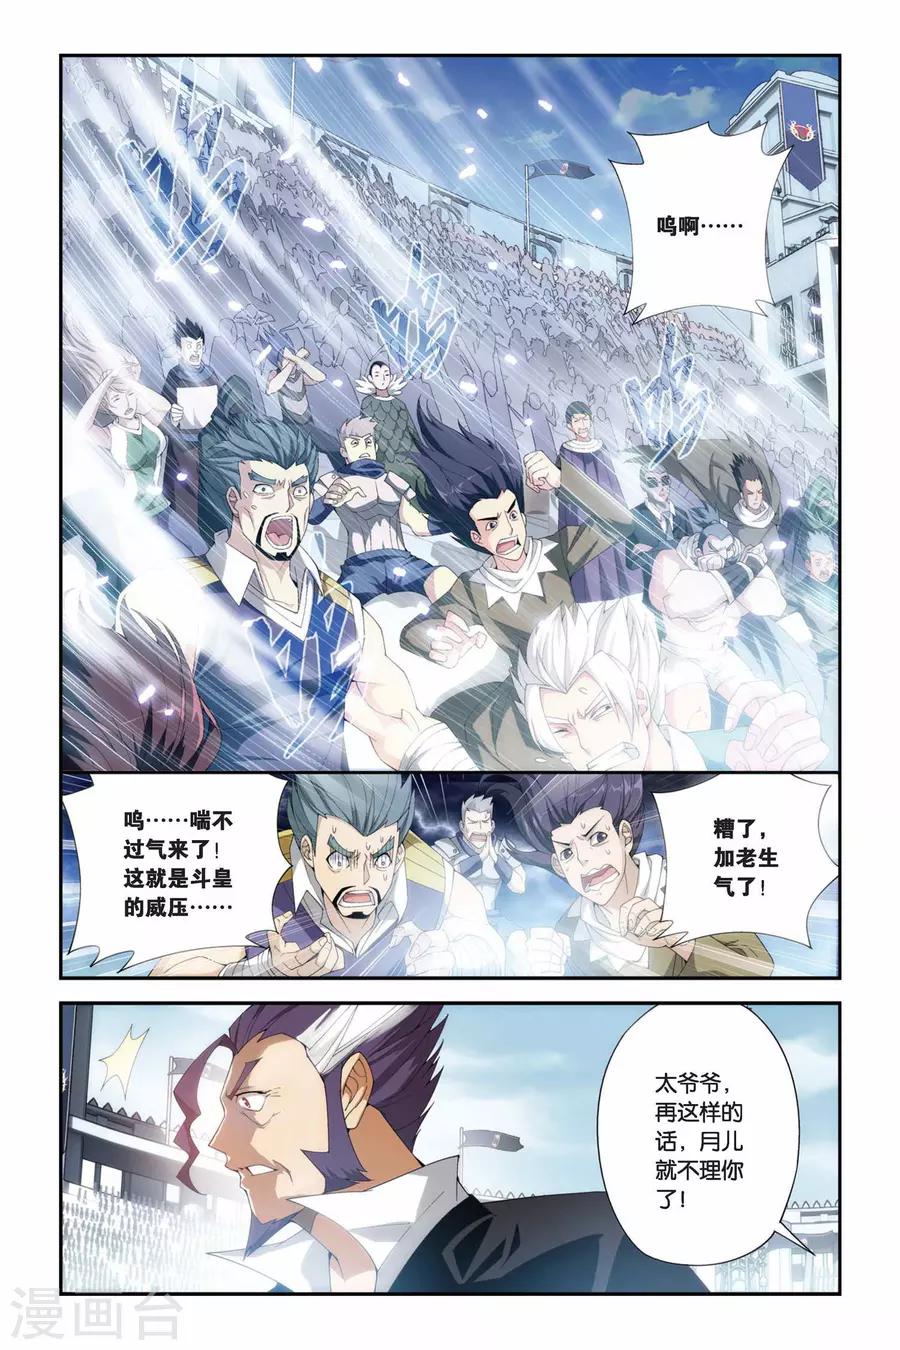 呜啊……
呜……喘不
过气来了！
这就是斗皇
的威压……
糟了，
加老生
气了！
太爷爷，
再这样的
话，月儿
就不理你
了！
漫画台